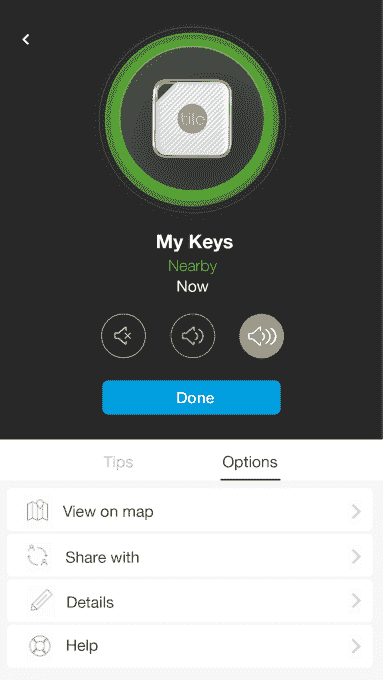 tile
My Keys
Nearby
Now
Done
Tips
Options
View on map
Share with
Details
Help